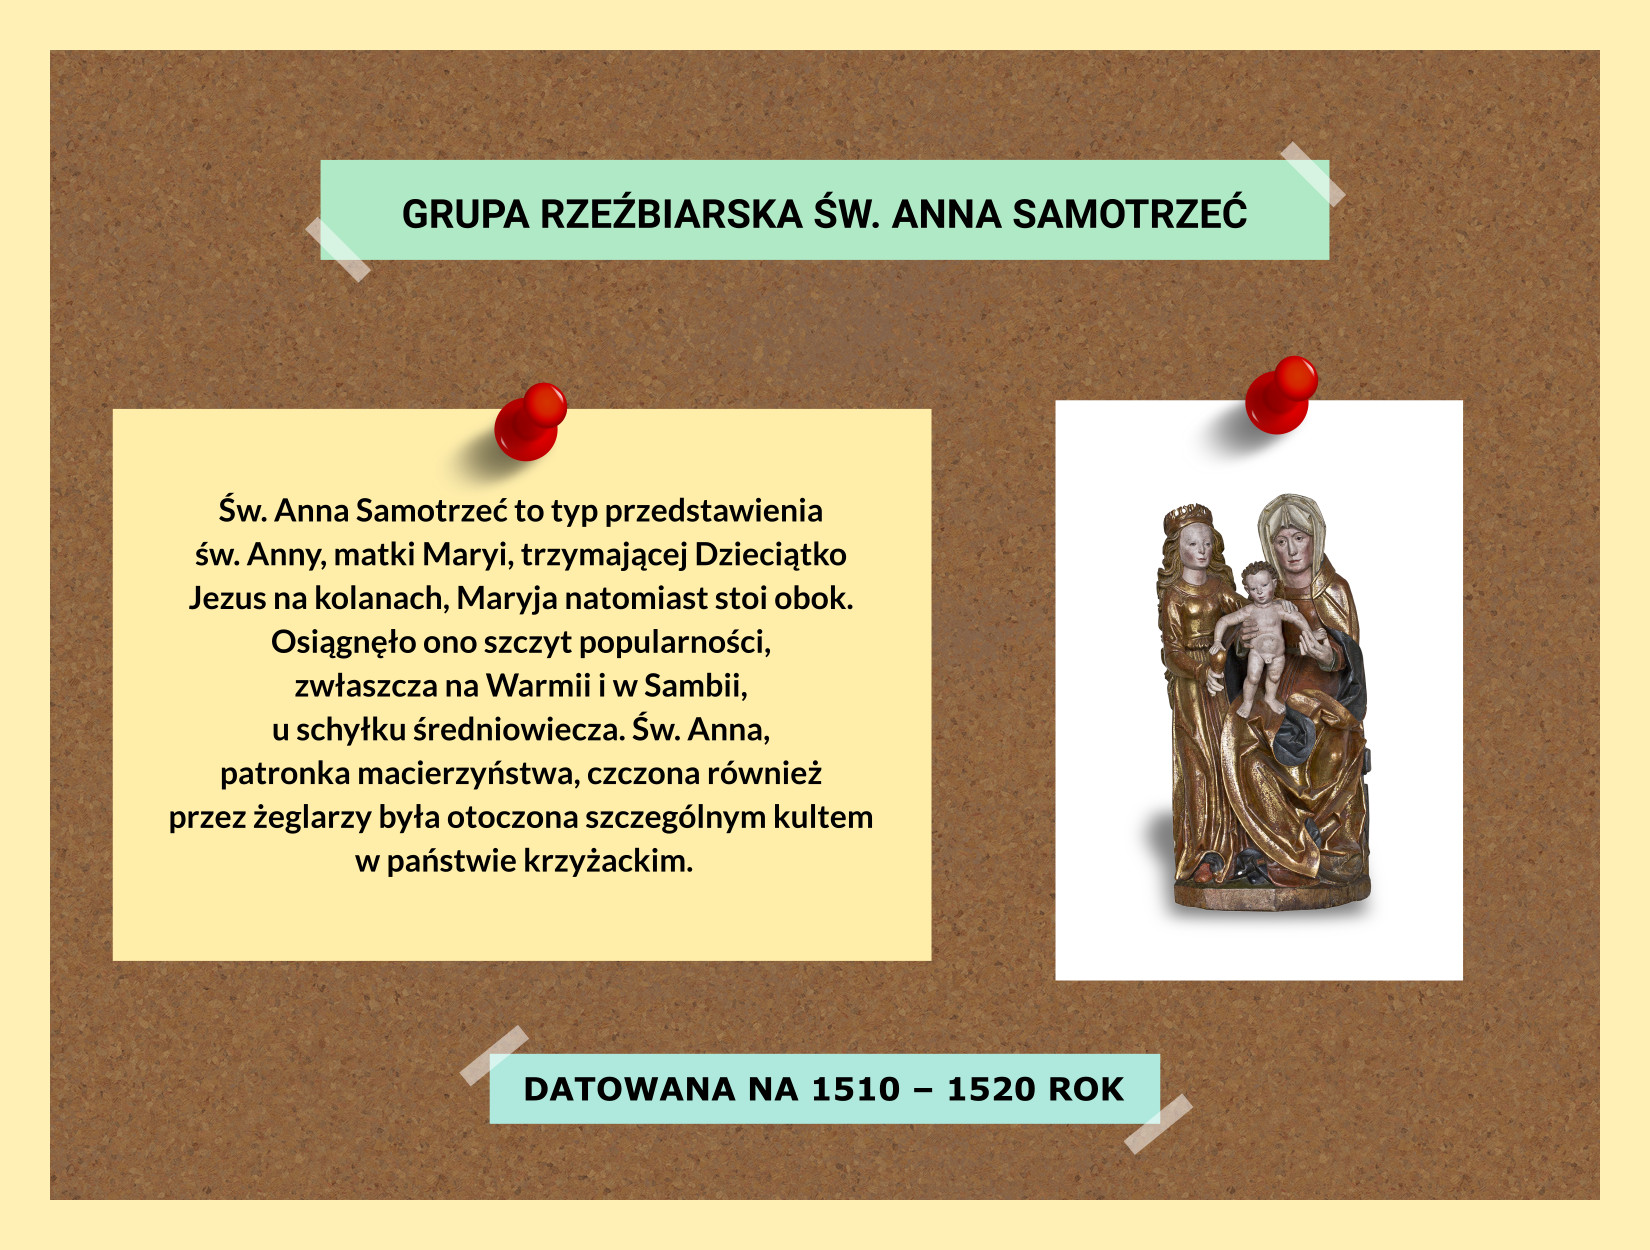 GRUPA RZEŹBIARSKA ŚW. ANNA SAMOTRZEĆ
Św. Anna Samotrzeć to typ przedstawienia
św. Anny, matki Maryi, trzymającej Dzieciątko
Jezus na kolanach, Maryja natomiast stoi obok.
Osiągnęło ono szczyt popularności,
zwłaszcza na Warmii i w Sambii,
u schyłku średniowiecza. Św. Anna,
patronka macierzyństwa, czczona również
przez żeglarzy była otoczona szczególnym kultem
w państwie krzyżackim.
DATOWANA NA 1510 – 1520 ROK